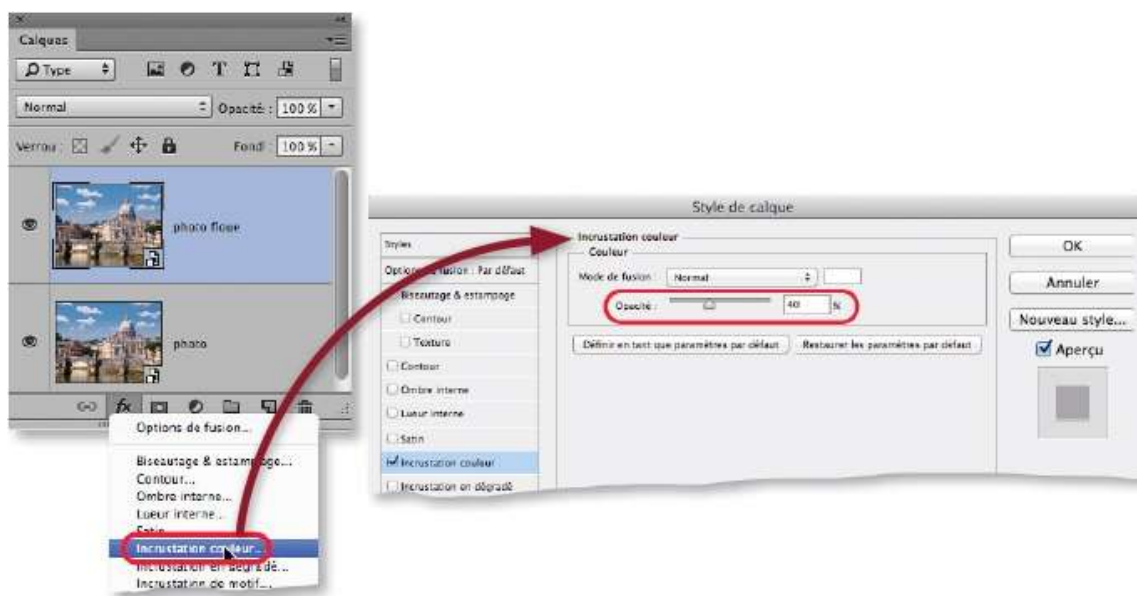 Calques
Type
Normal
Opacité : 100 %
Verrou :
Fond : 100 %
photo floue
photo
Options de fusion...
Biseautage & estampage...
Contour...
Ombre interne...
Lueur interne...
Satin...
Incrustation couleur...
Incrustation en dégradé...
Incrustation de motif...
Style de calque
Styles
Options de fusion : Par défaut
Biseautage & estampage
Contour
Texture
Contour
Ombre interne
Lueur interne
Satin
Incrustation couleur
Incrustation en dégradé
Incrustation couleur
Couleur
Mode de fusion : Normal
Opacité : 40 %
Définir en tant que paramètres par défaut
Restaurer les paramètres par défaut
OK
Annuler
Nouveau style...
Aperçu